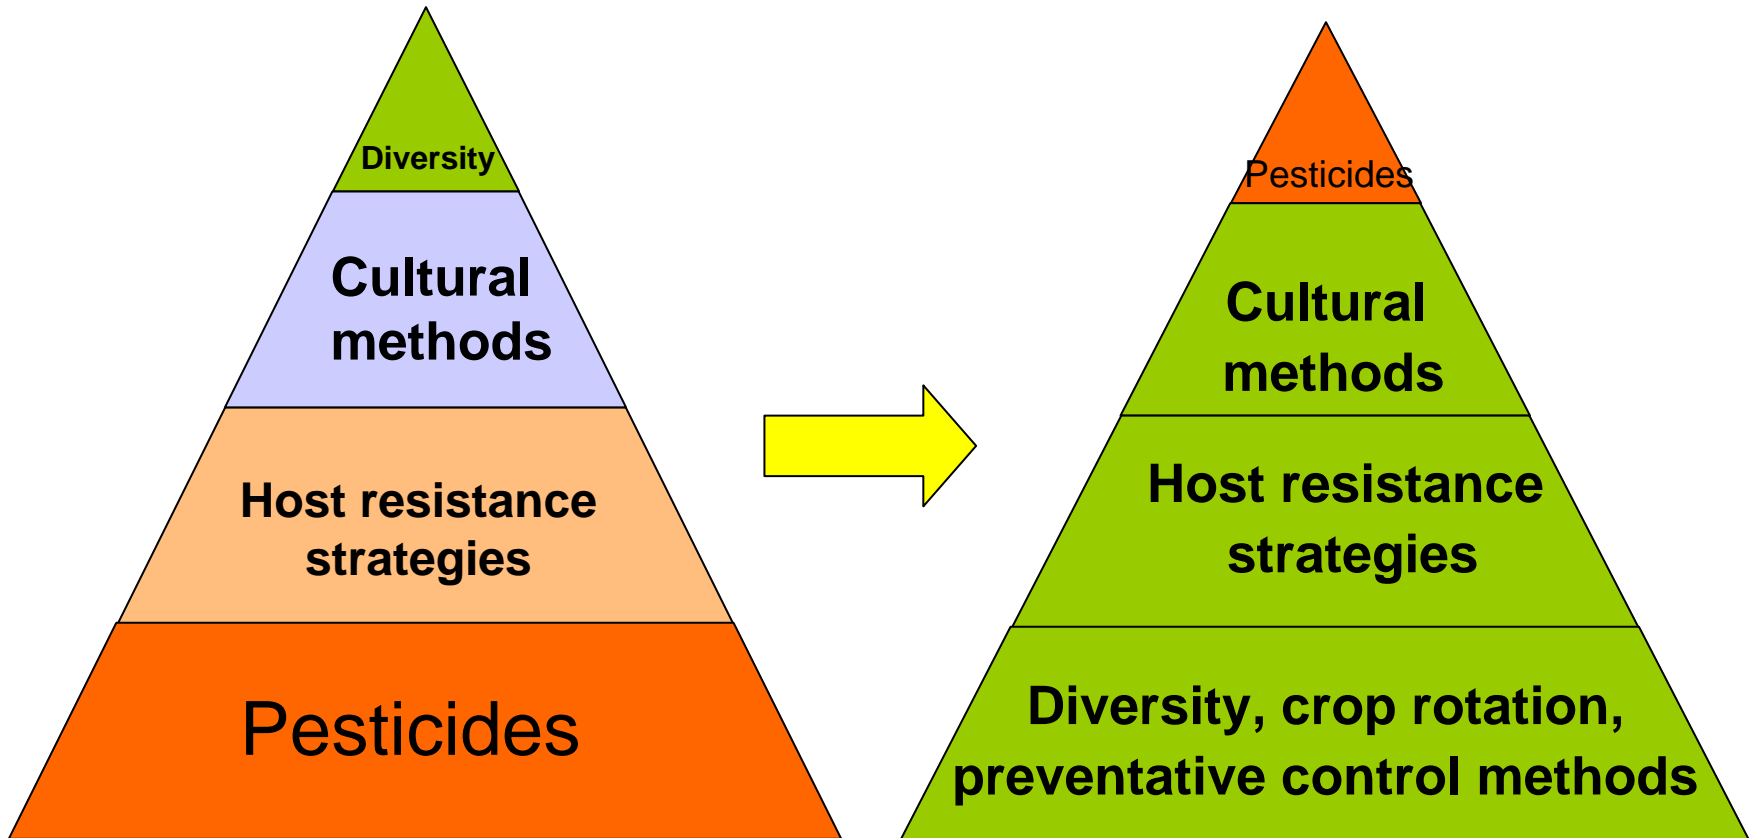 Diversity
Cultural
methods
Host resistance
strategies
Pesticides
Pesticides
Cultural
methods
Host resistance
strategies
Diversity, crop rotation,
preventative control methods